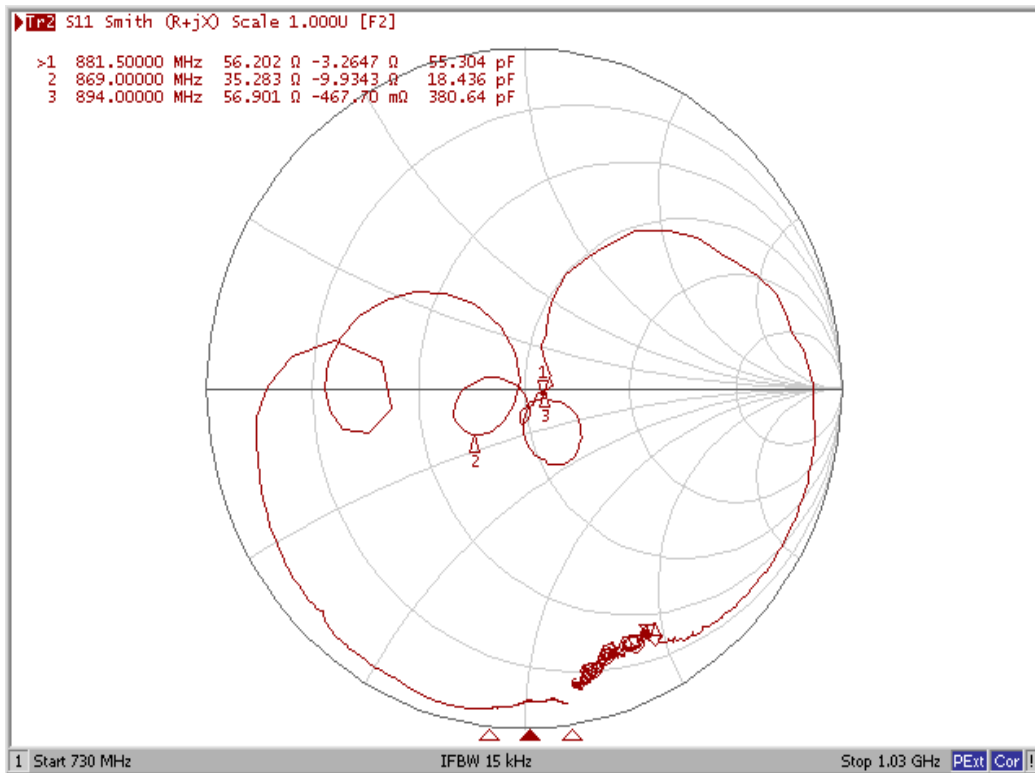 Tr2 S11 Smith (R+jX) Scale 1.000U [F2]
>1 881.50000 MHz 56.202 Ω -3.2647 Ω 55.304 pF
2 869.00000 MHz 35.283 Ω -9.9343 Ω 18.436 pF
3 894.00000 MHz 56.901 Ω -467.70 mΩ 380.64 pF
1
3
2
1 Start 730 MHz IFBW 15 kHz Stop 1.03 GHz PExt Cor